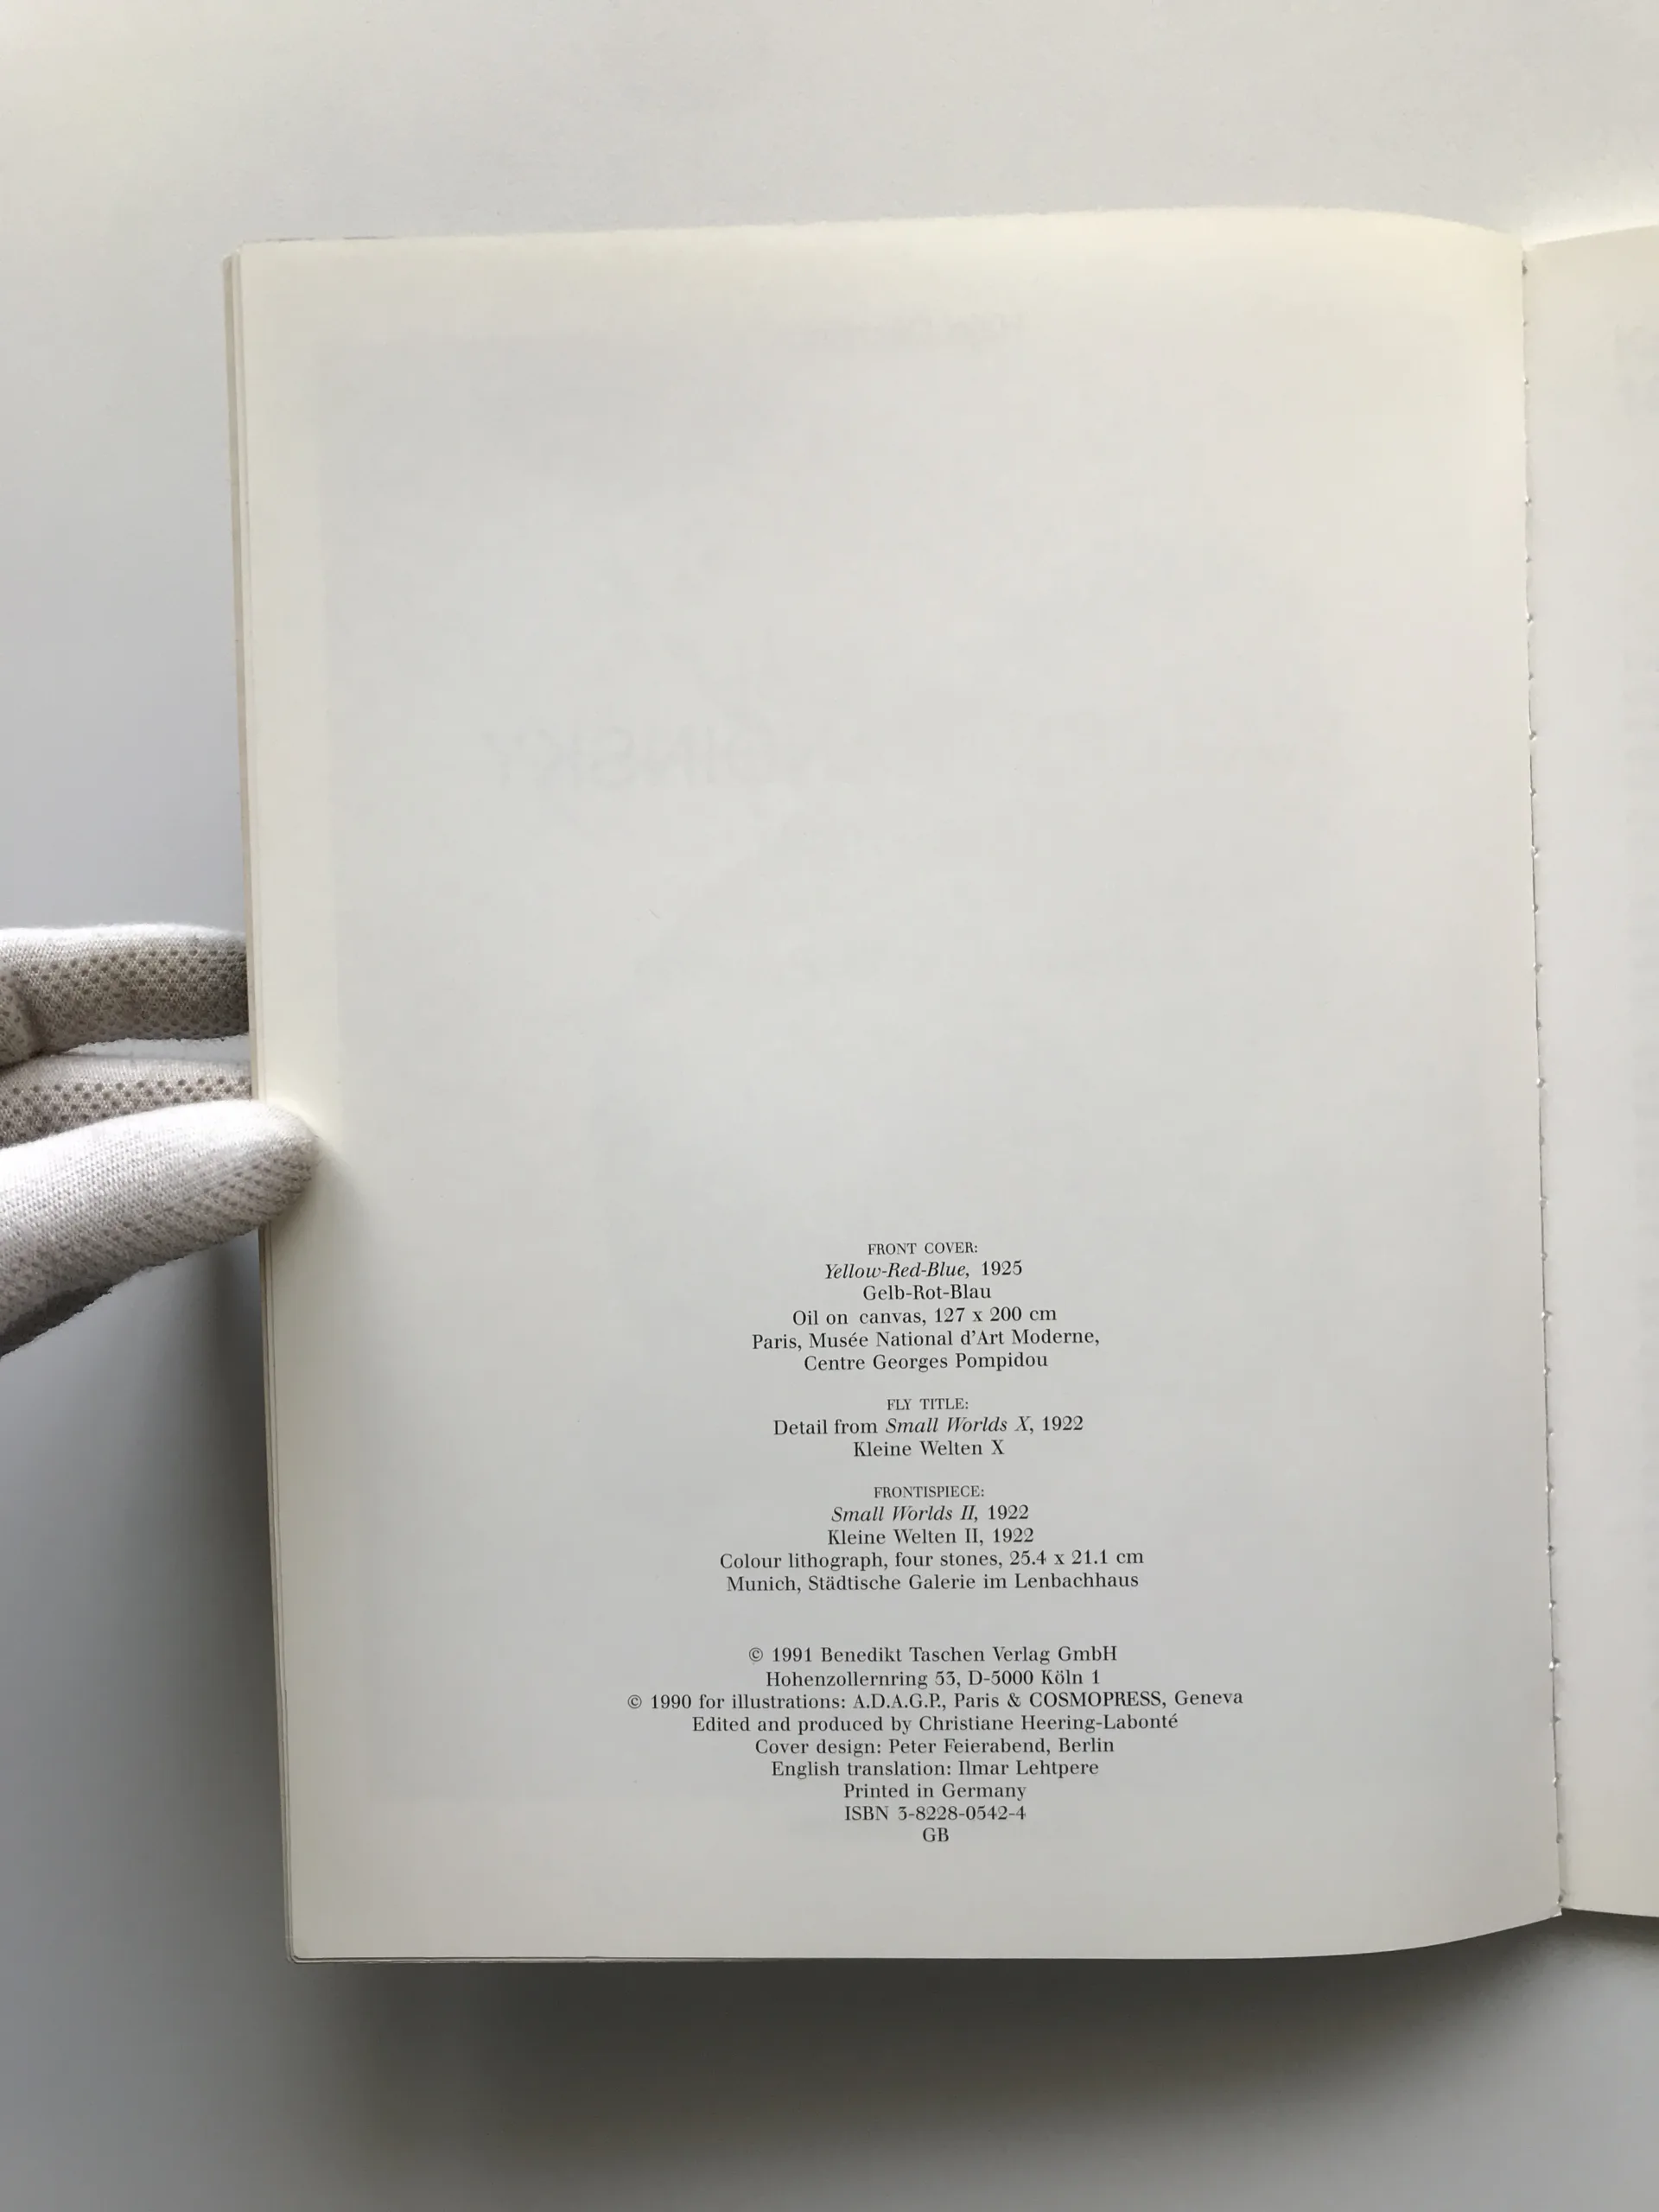 FRONT COVER:
Yellow-Red-Blue, 1925
Gelb-Rot-Blau
Oil on canvas, 127 x 200 cm
Paris, Musée National d'Art Moderne,
Centre Georges Pompidou
FLY TITLE:
Detail from Small Worlds X, 1922
Kleine Welten X
FRONTISPIECE:
Small Worlds II, 1922
Kleine Welten II, 1922
Colour lithograph, four stones, 25.4 x 21.1 cm
Munich, Städtische Galerie im Lenbachhaus
© 1991 Benedikt Taschen Verlag GmbH
Hohenzollernring 53, D-5000 Köln 1
© 1990 for illustrations: A.D.A.G.P., Paris & COSMOPRESS, Geneva
Edited and produced by Christiane Heering-Labonté
Cover design: Peter Feierabend, Berlin
English translation: Ilmar Lehtpere
Printed in Germany
ISBN 3-8228-0542-4
GB